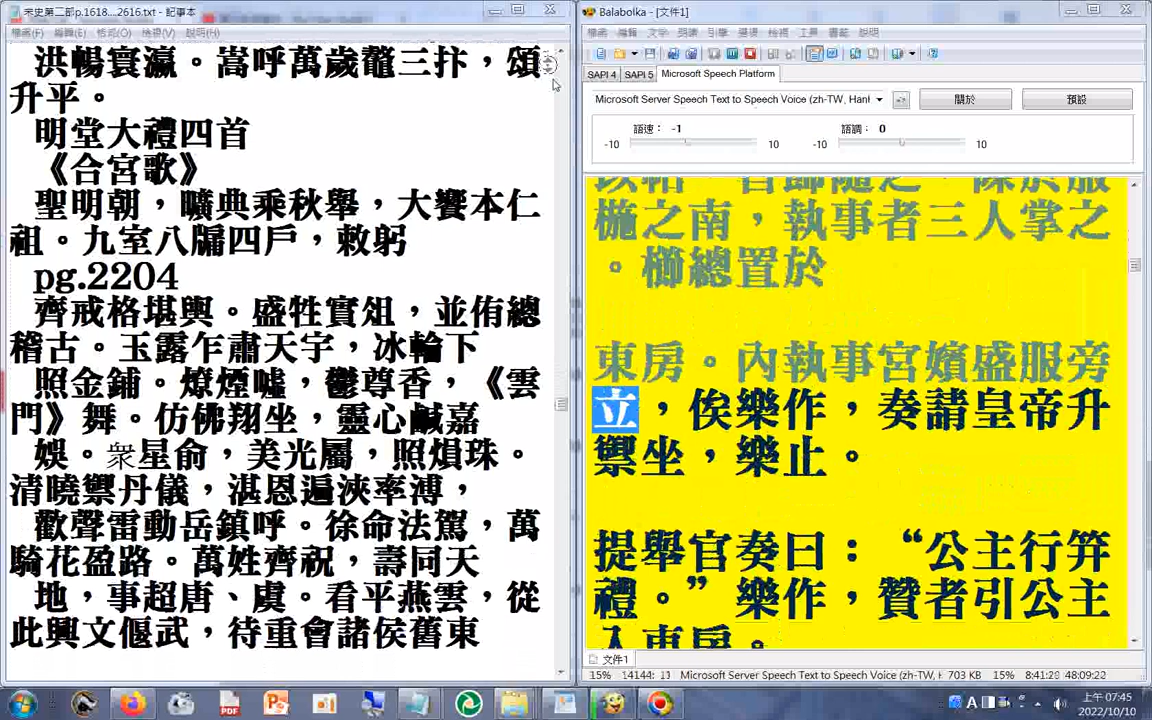 宋史第二部p.1618...2616.txt - 記事本
檔案(F) 編輯(E) 格式(O) 檢視(V) 說明(H)
洪暢寰瀛。嵩呼萬歲鼇三抃，頌
升平。
明堂大禮四首
《合宮歌》
聖明朝，曠典乘秋舉，大饗本仁
祖。九室八牖四戶，敕躬
pg.2204
齊戒格堪輿。盛牲實俎，並侑總
稽古。玉露乍肅天宇，冰輪下
照金鋪。燎煙噓，鬱尊香，《雲
門》舞。仿佛翔坐，靈心鹹嘉
娛。衆星俞，美光屬，照熉珠。
清曉禦丹儀，湛恩遍浹率溥，
歡聲雷動岳鎮呼。徐命法駕，萬
騎花盈路。萬姓齊祝，壽同天
地，事超唐、虞。看平燕雲，從
此興文偃武，待重會諸侯舊東
Balabolka - [文件1]
檔案 編輯 文字 朗讀 引擎 選項 檢視 工具 書籤 說明
SAPI 4 SAPI 5 Microsoft Speech Platform
Microsoft Server Speech Text to Speech Voice (zh-TW, Hanl
關於 預設
語速： -1 語調： 0
-10 10 -10 10
之南，執事者三人掌之
。櫛總置於
東房。內執事宮嬪盛服旁
立，俟樂作，奏請皇帝升
禦坐，樂止。
提舉官奏曰：“公主行笄
禮。”樂作，贊者引公主
入東房。
文件1
15% 14144: 11 Microsoft Server Speech Text to Speech Voice (zh-TW, H 703 KB 15% 8:41:20 48:09:22
上午 07:45
2022/10/10